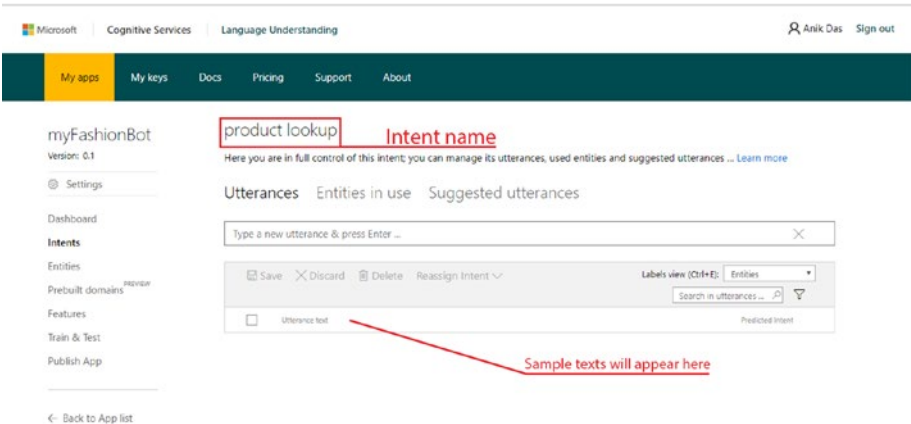 Microsoft Cognitive Services Language Understanding Anik Das Sign out
My apps My keys Docs Pricing Support About
myFashionBot
Version: 0.1
Settings
Dashboard
Intents
Entities
Prebuilt domains PREVIEW
Features
Train & Test
Publish App
Back to App list
product lookup Intent name
Here you are in full control of this intent; you can manage its utterances, used entities and suggested utterances ... Learn more
Utterances Entities in use Suggested utterances
Type a new utterance & press Enter ...
Save Discard Delete Reassign Intent Labels view (Ctrl+E): Entities
Search in utterances ...
Utterance text Predicted Intent
Sample texts will appear here